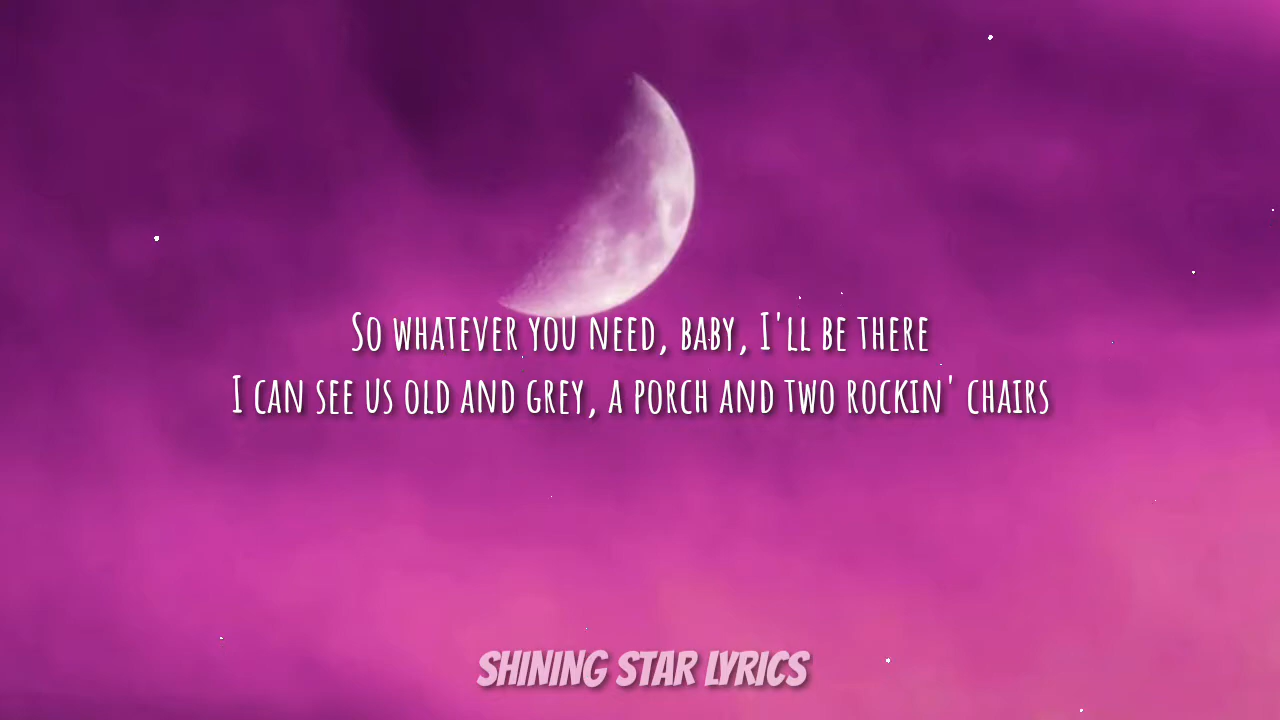 So whatever you need, baby, I'll be there
I can see us old and grey, a porch and two rockin' chairs
SHINING STAR LYRICS